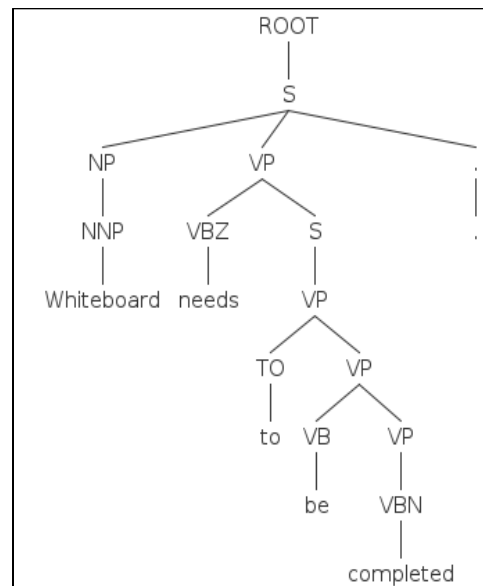 ROOT
S
NP VP .
NNP VBZ S .
Whiteboard needs VP
TO VP
to VB VP
be VBN
completed